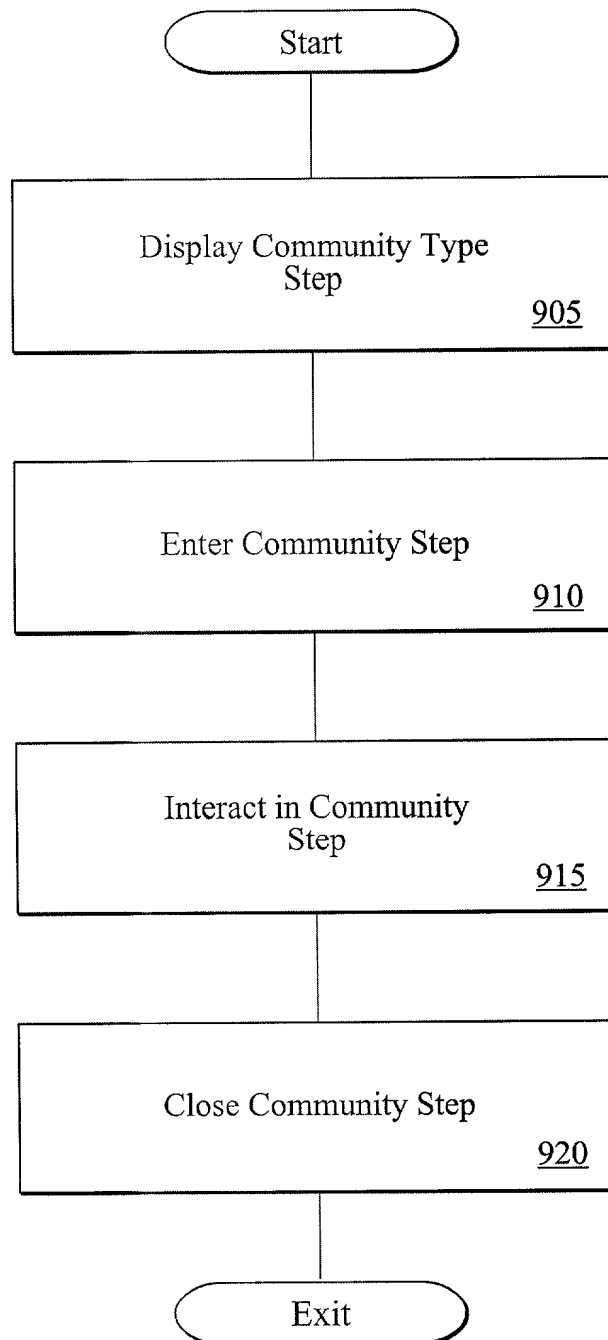 Start
Display Community Type
Step
905
Enter Community Step
910
Interact in Community
Step
915
Close Community Step
920
Exit